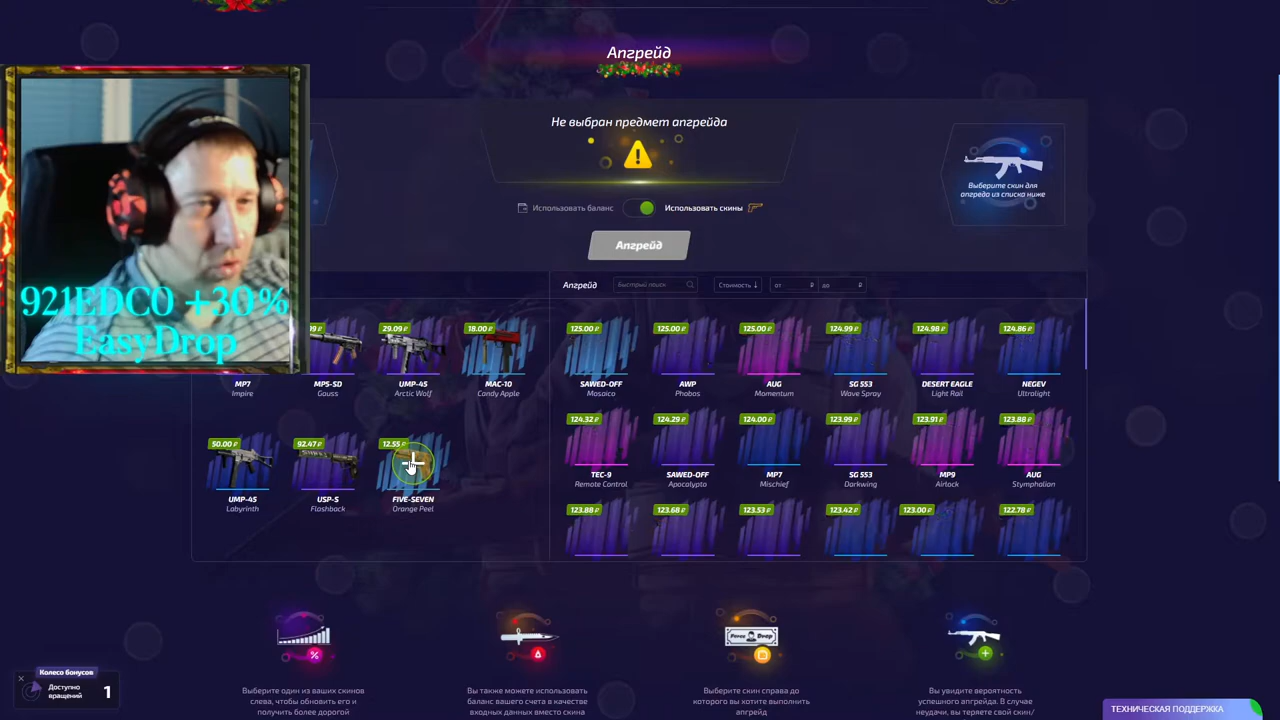 Апгрейд
Не выбран предмет апгрейда
Использовать баланс
Использовать скины
Апгрейд
Выберите скин для
апгреда из списка ниже
921EDC0 +30%
EasyDrop
Апгрейд
Быстрый поиск
Стоимость ↓
от ₽
до ₽
29.09 ₽
18.00 ₽
MP7
Impire
MP5-SD
Gauss
UMP-45
Arctic Wolf
MAC-10
Candy Apple
50.00 ₽
92.47 ₽
12.55 ₽
UMP-45
Labyrinth
USP-S
Flashback
FIVE-SEVEN
Orange Peel
125.00 ₽
125.00 ₽
125.00 ₽
124.99 ₽
124.98 ₽
124.86 ₽
SAWED-OFF
Mosaico
AWP
Phobos
AUG
Momentum
SG 553
Wave Spray
DESERT EAGLE
Light Rail
NEGEV
Ultralight
124.32 ₽
124.29 ₽
124.00 ₽
123.99 ₽
123.91 ₽
123.88 ₽
TEC-9
Remote Control
SAWED-OFF
Apocalypto
MP7
Mischief
SG 553
Darkwing
MP9
Airlock
AUG
Stymphalian
123.88 ₽
123.68 ₽
123.53 ₽
123.42 ₽
123.00 ₽
122.78 ₽
Выберите один из ваших скинов
слева, чтобы обновить его и
получить более дорогой
Вы также можете использовать
баланс вашего счета в качестве
входных данных вместо скина
Выберите скин справа до
которого вы хотите выполнить
апгрейд
Вы увидите вероятность
успешного апгрейда. В случае
неудачи, вы теряете свой скин/
Колесо бонусов
Доступно
вращений
1
ТЕХНИЧЕСКАЯ ПОДДЕРЖКА